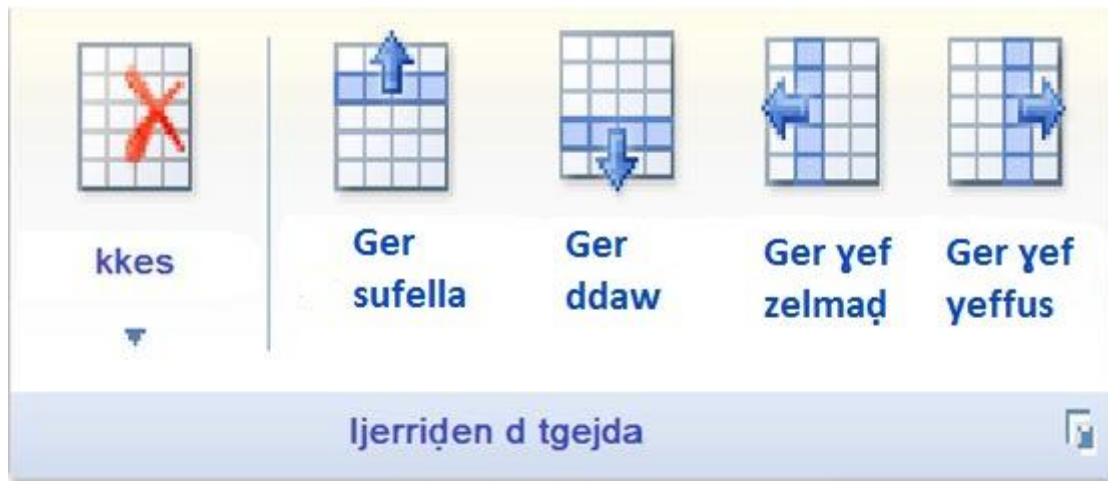 kkes
Ger
sufella
Ger
ddaw
Ger ɣef
zelmaḍ
Ger ɣef
yeffus
Ijerriḍen d tgejda